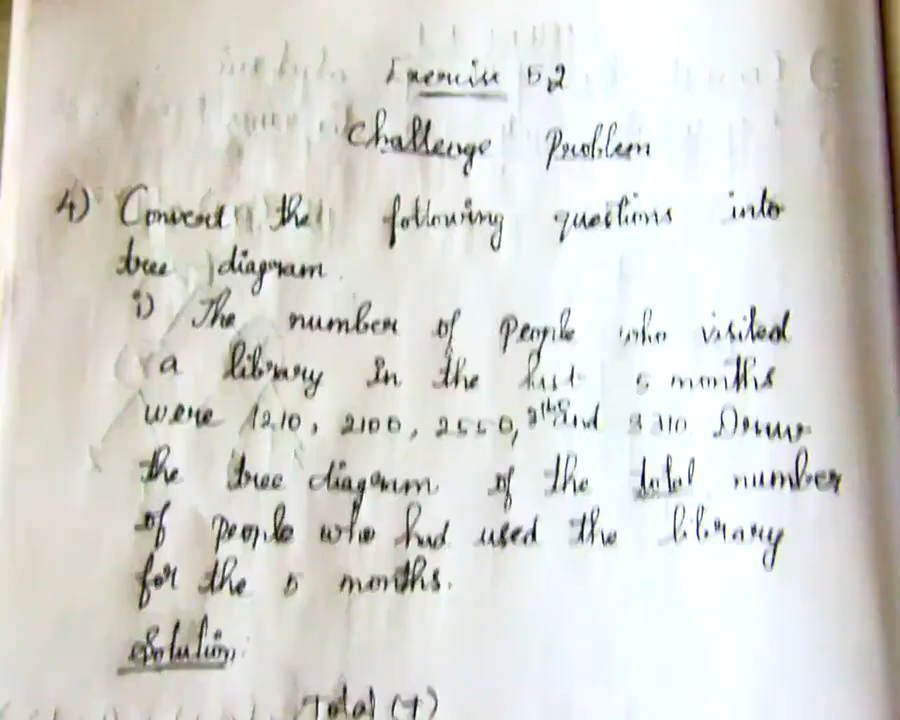 Exercise 5.2
Challenge Problem
4) Convert the following questions into
tree diagram.
i) The number of people who visited
a library in the last 5 months
were 1210, 2100, 2550, and 3310 Draw
the tree diagram of the total number
of people who had used the library
for the 5 months.
Solution:
Total (+)